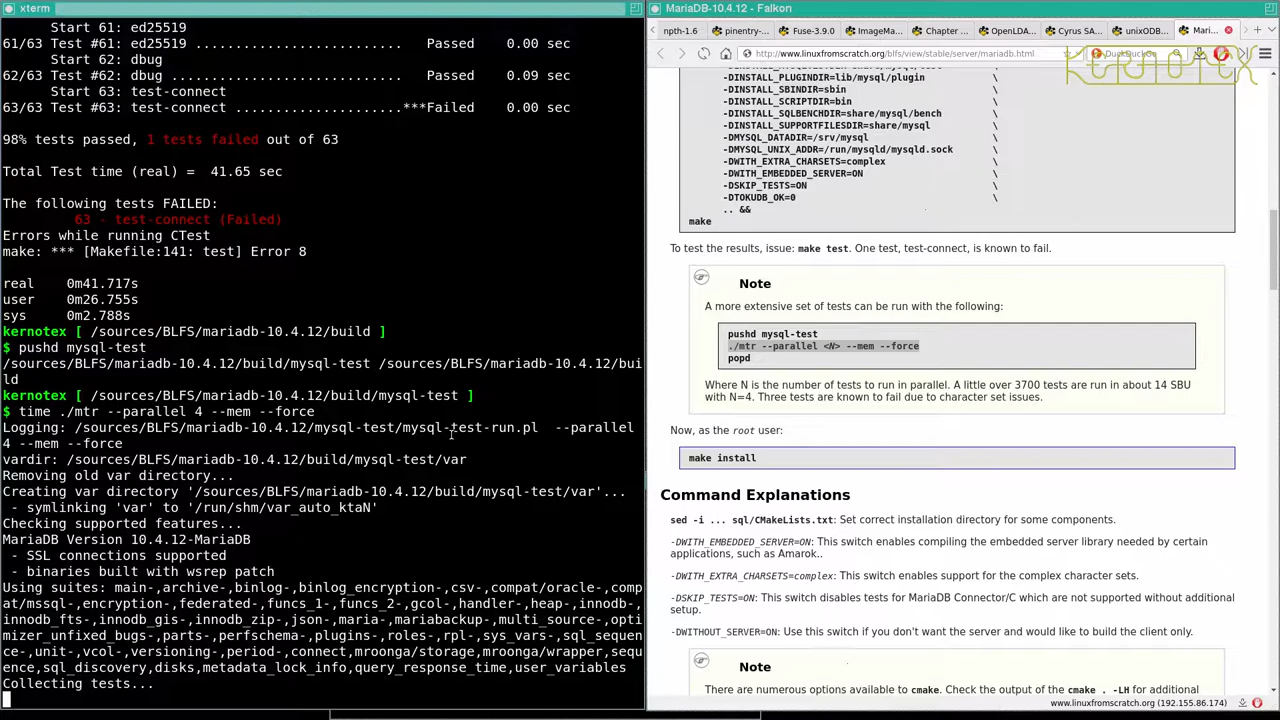 xterm
Start 61: ed25519
61/63 Test #61: ed25519 .......................... Passed 0.00 sec
Start 62: dbug
62/63 Test #62: dbug ............................. Passed 0.09 sec
Start 63: test-connect
63/63 Test #63: test-connect .....................***Failed 0.00 sec
98% tests passed, 1 tests failed out of 63
Total Test time (real) =  41.65 sec
The following tests FAILED:
63 - test-connect (Failed)
Errors while running CTest
make: *** [Makefile:141: test] Error 8
real 0m41.717s
user 0m26.755s
sys 0m2.788s
kernotex [ /sources/BLFS/mariadb-10.4.12/build ]
$ pushd mysql-test
/sources/BLFS/mariadb-10.4.12/build/mysql-test /sources/BLFS/mariadb-10.4.12/bui
ld
kernotex [ /sources/BLFS/mariadb-10.4.12/build/mysql-test ]
$ time ./mtr --parallel 4 --mem --force
Logging: /sources/BLFS/mariadb-10.4.12/mysql-test/mysql-test-run.pl  --parallel
4 --mem --force
vardir: /sources/BLFS/mariadb-10.4.12/build/mysql-test/var
Removing old var directory...
Creating var directory '/sources/BLFS/mariadb-10.4.12/build/mysql-test/var'...
- symlinking 'var' to '/run/shm/var_auto_ktaN'
Checking supported features...
MariaDB Version 10.4.12-MariaDB
- SSL connections supported
- binaries built with wsrep patch
Using suites: main-,archive-,binlog-,binlog_encryption-,csv-,compat/oracle-,comp
at/mssql-,encryption-,federated-,funcs_1-,funcs_2-,gcol-,handler-,heap-,innodb-,
innodb_fts-,innodb_gis-,innodb_zip-,json-,maria-,mariabackup-,multi_source-,opti
mizer_unfixed_bugs-,parts-,perfschema-,plugins-,roles-,rpl-,sys_vars-,sql_sequen
ce-,unit-,vcol-,versioning-,period-,connect,mroonga/storage,mroonga/wrapper,sequ
ence,sql_discovery,disks,metadata_lock_info,query_response_time,user_variables
Collecting tests...
MariaDB-10.4.12 - Falkon
npth-1.6 pinentry-... Fuse-3.9.0 ImageMa... Chapter ... OpenLDA... Cyrus SA... unixODB... Mari...
http://www.linuxfromscratch.org/blfs/view/stable/server/mariadb.html DuckDuckGo
KERNOTEX
-DINSTALL_PLUGINDIR=lib/mysql/plugin \
-DINSTALL_SBINDIR=sbin \
-DINSTALL_SCRIPTDIR=bin \
-DINSTALL_SQLBENCHDIR=share/mysql/bench \
-DINSTALL_SUPPORTFILESDIR=share/mysql \
-DMYSQL_DATADIR=/srv/mysql \
-DMYSQL_UNIX_ADDR=/run/mysqld/mysqld.sock \
-DWITH_EXTRA_CHARSETS=complex \
-DWITH_EMBEDDED_SERVER=ON \
-DSKIP_TESTS=ON \
-DTOKUDB_OK=0 \
.. &&
make
To test the results, issue: make test. One test, test-connect, is known to fail.
Note
A more extensive set of tests can be run with the following:
pushd mysql-test
./mtr --parallel <N> --mem --force
popd
Where N is the number of tests to run in parallel. A little over 3700 tests are run in about 14 SBU
with N=4. Three tests are known to fail due to character set issues.
Now, as the root user:
make install
Command Explanations
sed -i ... sql/CMakeLists.txt: Set correct installation directory for some components.
-DWITH_EMBEDDED_SERVER=ON: This switch enables compiling the embedded server library needed by certain
applications, such as Amarok..
-DWITH_EXTRA_CHARSETS=complex: This switch enables support for the complex character sets.
-DSKIP_TESTS=ON: This switch disables tests for MariaDB Connector/C which are not supported without additional
setup.
-DWITHOUT_SERVER=ON: Use this switch if you don't want the server and would like to build the client only.
Note
There are numerous options available to cmake. Check the output of the cmake . -LH for additional
www.linuxfromscratch.org (192.155.86.174)